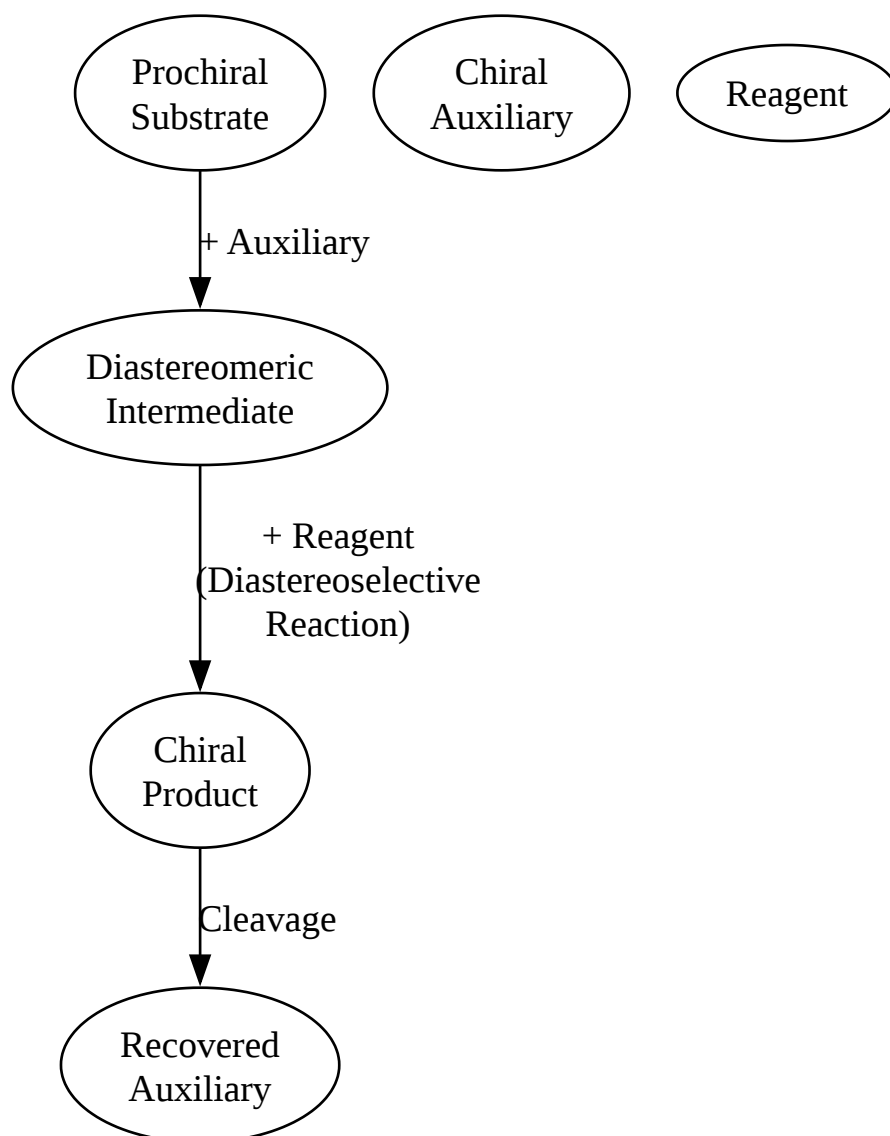 Prochiral
Substrate
Chiral
Auxiliary
Reagent
+ Auxiliary
Diastereomeric
Intermediate
+ Reagent
(Diastereoselective
Reaction)
Chiral
Product
Cleavage
Recovered
Auxiliary